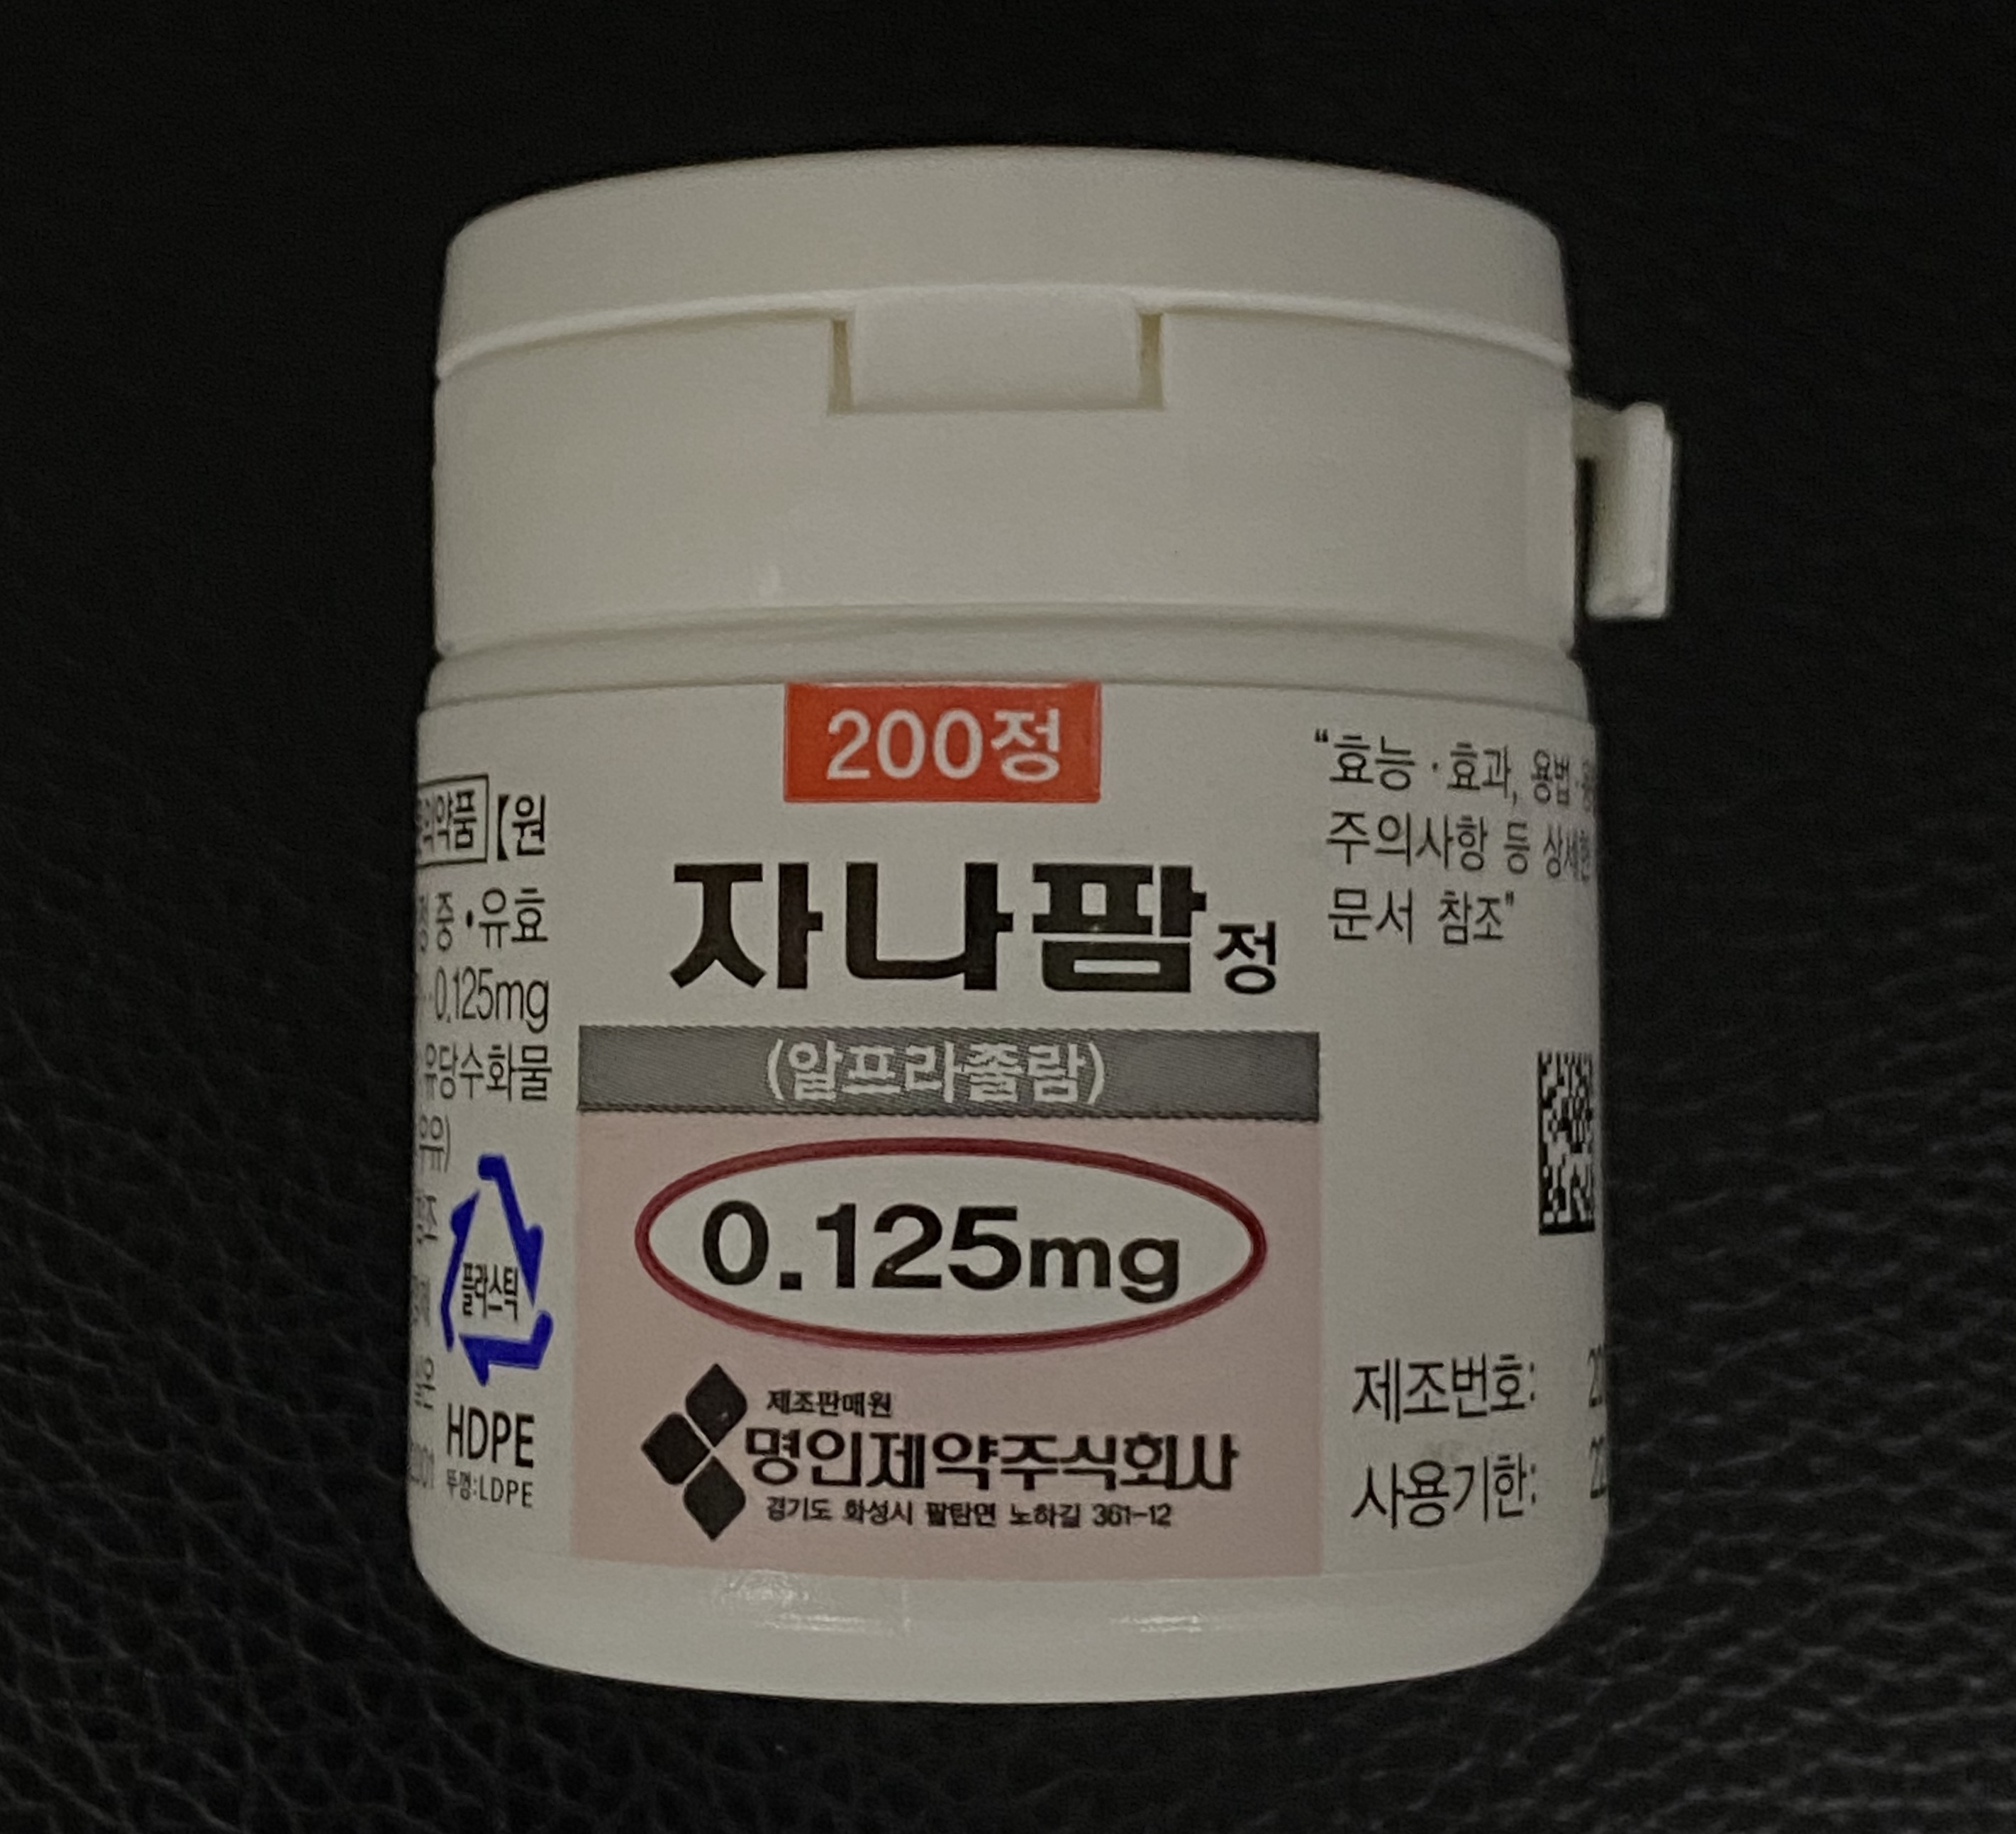 200정
자나팜정
(알프라졸람)
0.125mg
제조판매원
명인제약주식회사
경기도 화성시 팔탄면 노하길 361-12
의약품 【원
중·유효
0.125mg
유당수화물
우유)
플라스틱
HDPE
뚜껑:LDPE
“효능·효과, 용법·
주의사항 등 상세한
문서 참조”
제조번호:
사용기한: